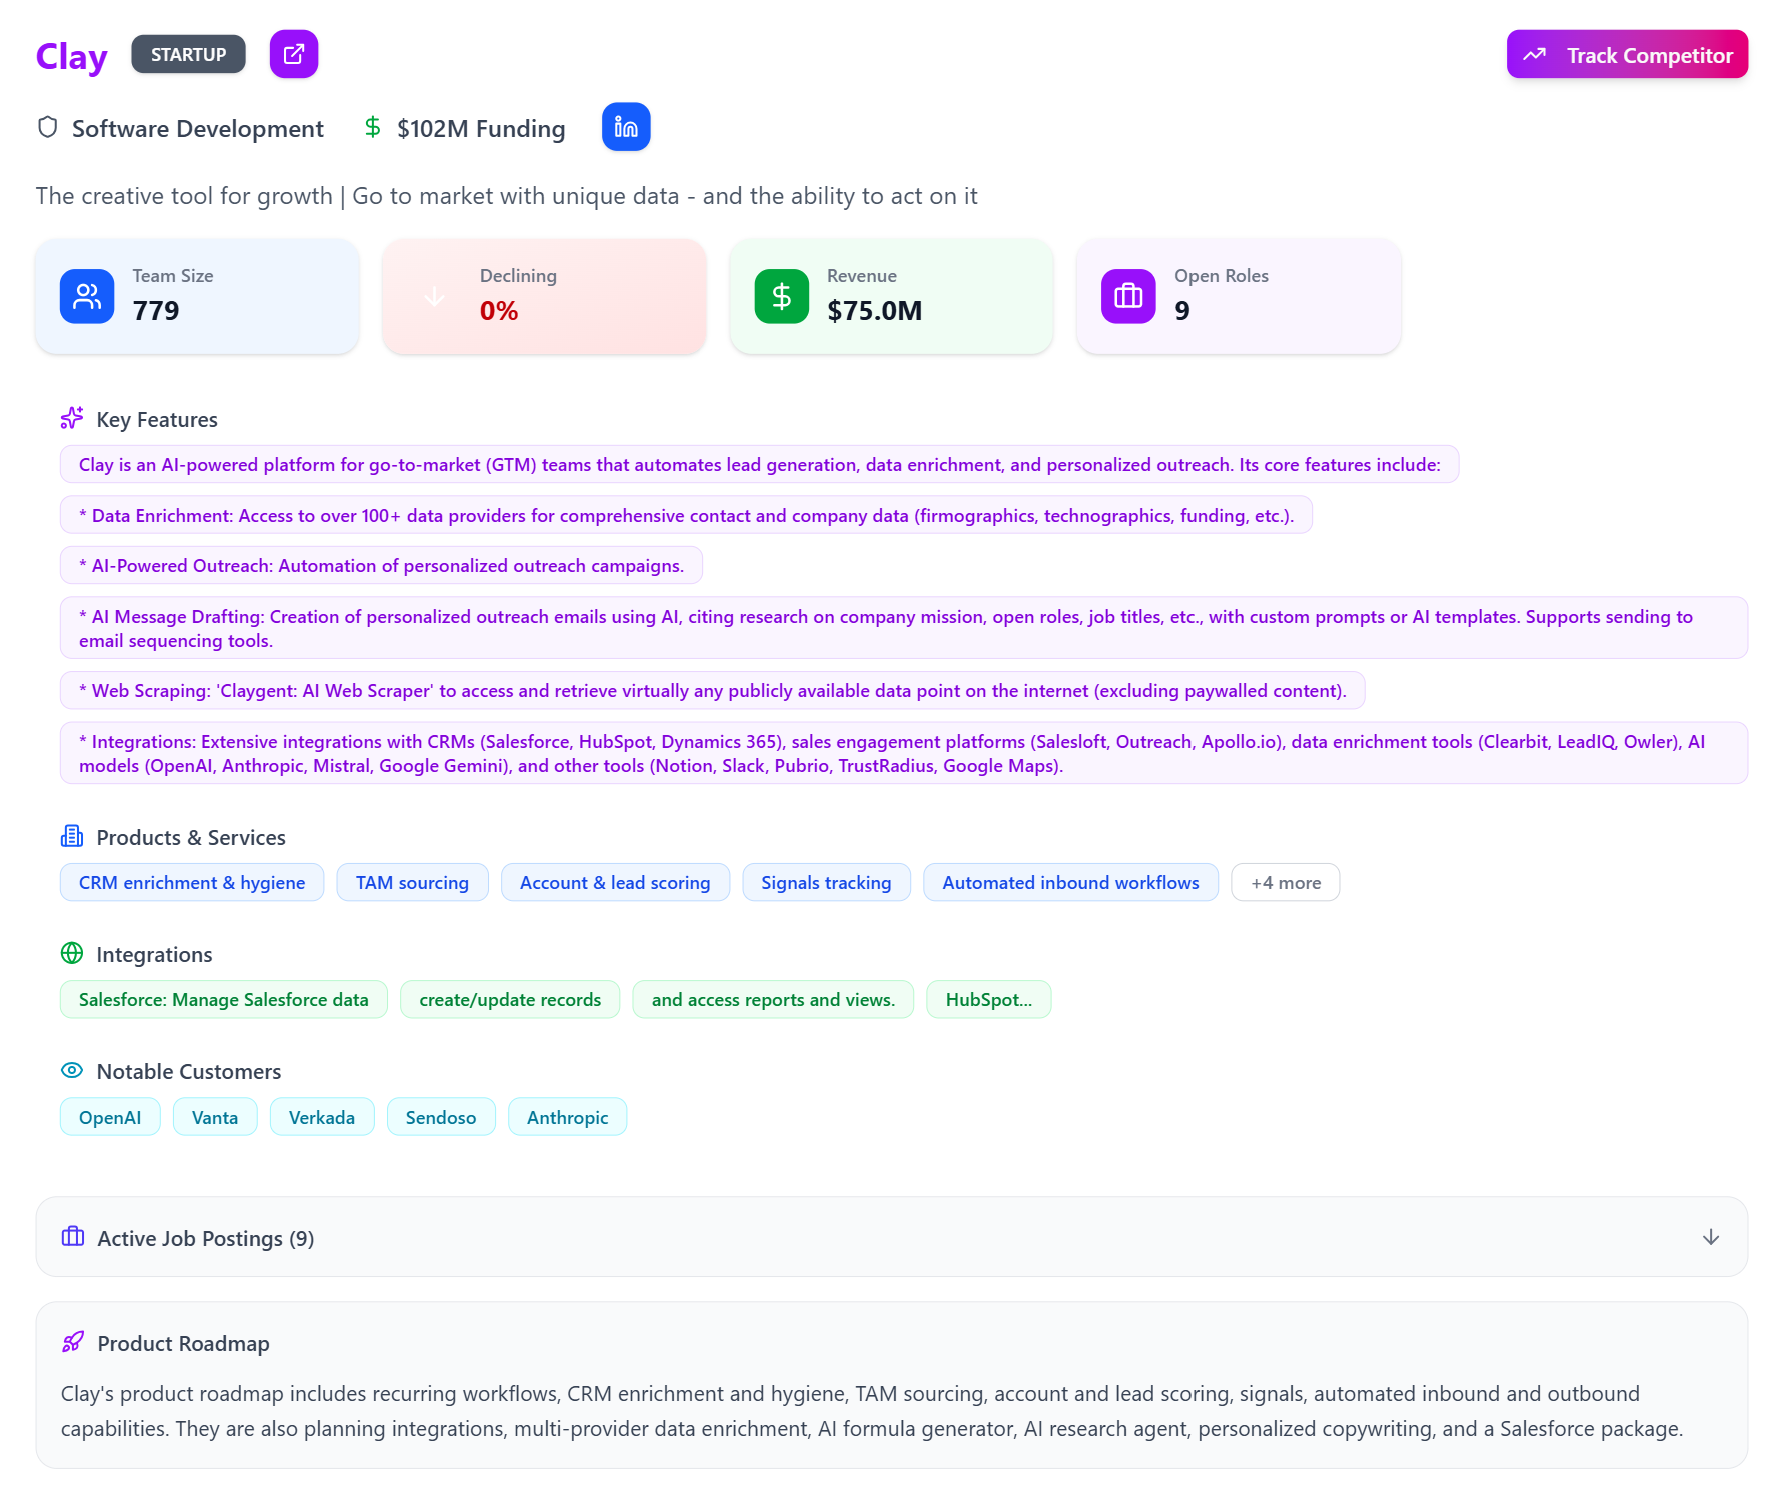 Clay
STARTUP
Track Competitor
Software Development
$102M Funding
The creative tool for growth | Go to market with unique data - and the ability to act on it
Team Size
779
Declining
0%
Revenue
$75.0M
Open Roles
9
Key Features
Clay is an AI-powered platform for go-to-market (GTM) teams that automates lead generation, data enrichment, and personalized outreach. Its core features include:
* Data Enrichment: Access to over 100+ data providers for comprehensive contact and company data (firmographics, technographics, funding, etc.).
* AI-Powered Outreach: Automation of personalized outreach campaigns.
* AI Message Drafting: Creation of personalized outreach emails using AI, citing research on company mission, open roles, job titles, etc., with custom prompts or AI templates. Supports sending to
email sequencing tools.
* Web Scraping: 'Claygent: AI Web Scraper' to access and retrieve virtually any publicly available data point on the internet (excluding paywalled content).
* Integrations: Extensive integrations with CRMs (Salesforce, HubSpot, Dynamics 365), sales engagement platforms (Salesloft, Outreach, Apollo.io), data enrichment tools (Clearbit, LeadIQ, Owler), AI
models (OpenAI, Anthropic, Mistral, Google Gemini), and other tools (Notion, Slack, Pubrio, TrustRadius, Google Maps).
Products & Services
CRM enrichment & hygiene
TAM sourcing
Account & lead scoring
Signals tracking
Automated inbound workflows
+4 more
Integrations
Salesforce: Manage Salesforce data
create/update records
and access reports and views.
HubSpot...
Notable Customers
OpenAI
Vanta
Verkada
Sendoso
Anthropic
Active Job Postings (9)
Product Roadmap
Clay's product roadmap includes recurring workflows, CRM enrichment and hygiene, TAM sourcing, account and lead scoring, signals, automated inbound and outbound
capabilities. They are also planning integrations, multi-provider data enrichment, AI formula generator, AI research agent, personalized copywriting, and a Salesforce package.